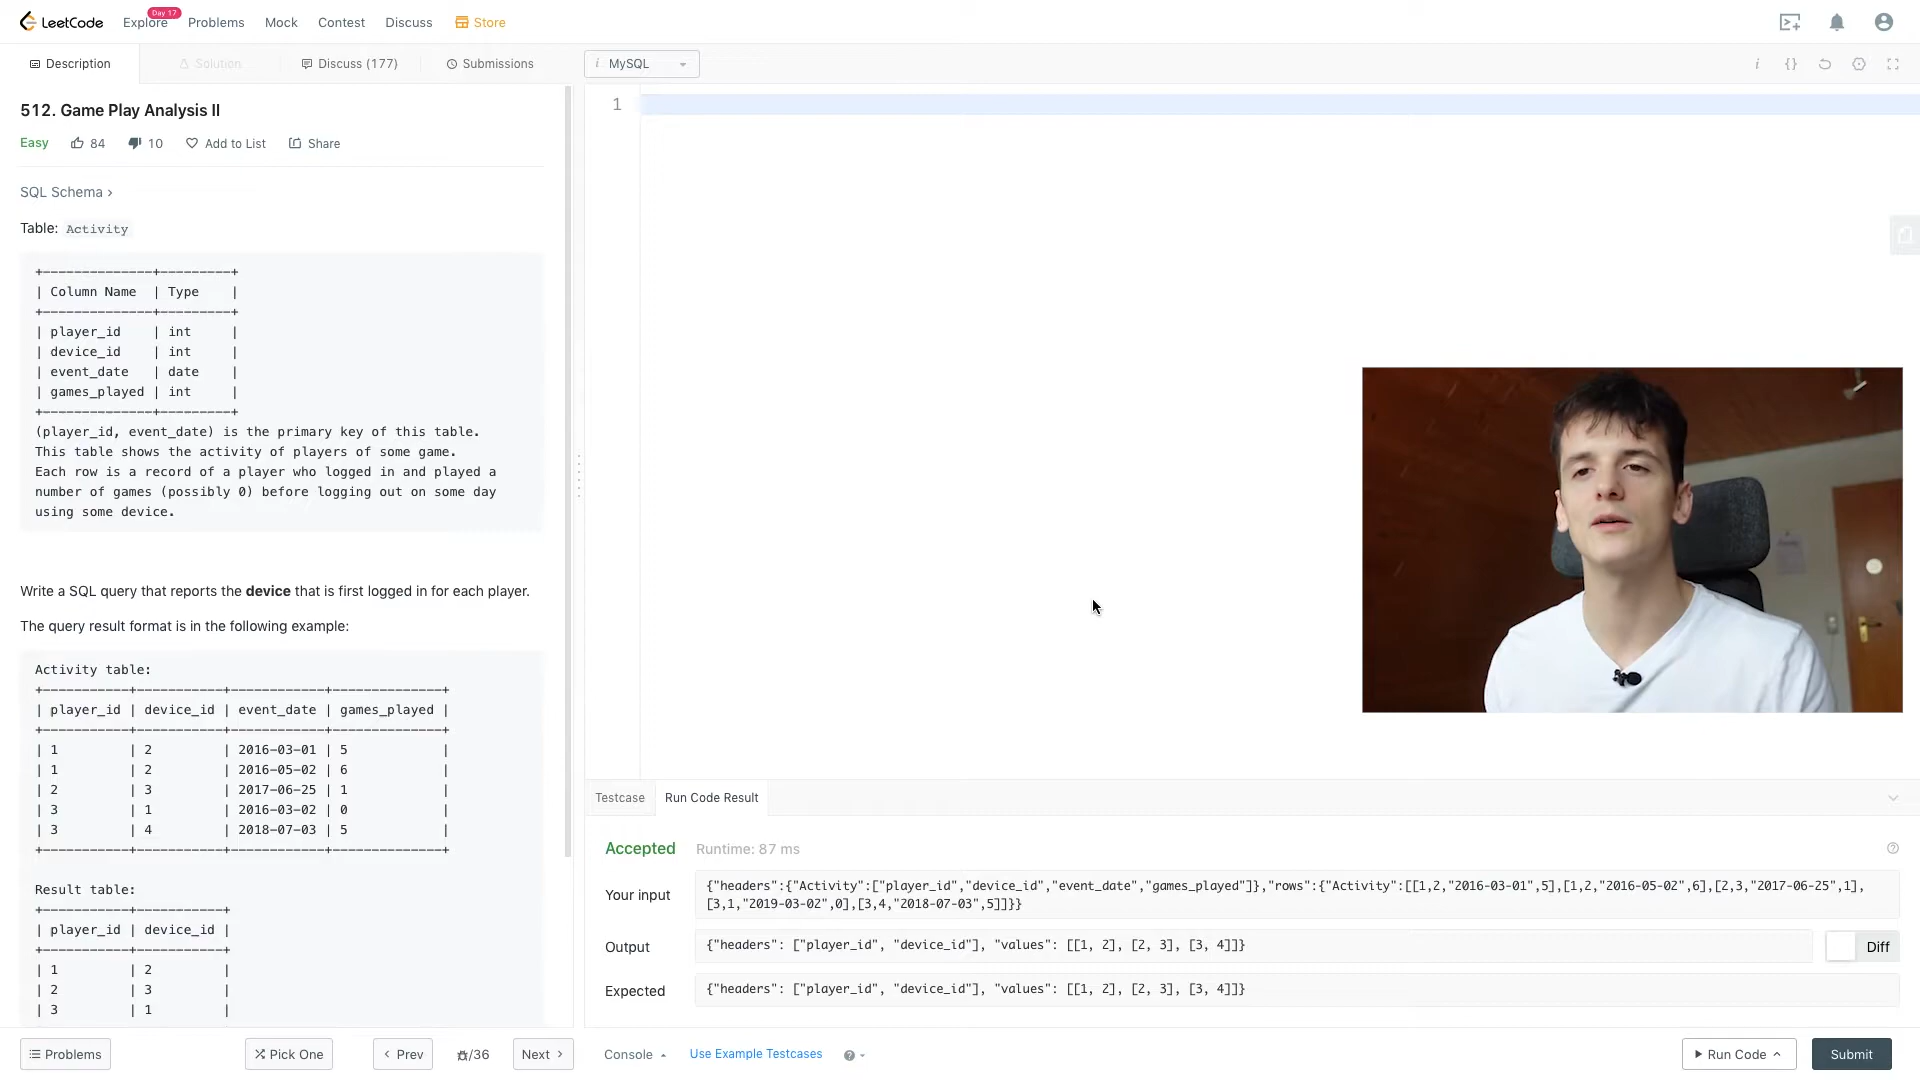 LeetCode
Explore
Day 17
Problems
Mock
Contest
Discuss
Store
Description
Solution
Discuss (177)
Submissions
i MySQL
i {}
512. Game Play Analysis II
Easy 84 10 Add to List Share
SQL Schema ›
Table: Activity
+--------------+---------+
| Column Name  | Type    |
+--------------+---------+
| player_id    | int     |
| device_id    | int     |
| event_date   | date    |
| games_played | int     |
+--------------+---------+
(player_id, event_date) is the primary key of this table.
This table shows the activity of players of some game.
Each row is a record of a player who logged in and played a
number of games (possibly 0) before logging out on some day
using some device.
Write a SQL query that reports the device that is first logged in for each player.
The query result format is in the following example:
Activity table:
+-----------+-----------+------------+--------------+
| player_id | device_id | event_date | games_played |
+-----------+-----------+------------+--------------+
| 1         | 2         | 2016-03-01 | 5            |
| 1         | 2         | 2016-05-02 | 6            |
| 2         | 3         | 2017-06-25 | 1            |
| 3         | 1         | 2016-03-02 | 0            |
| 3         | 4         | 2018-07-03 | 5            |
+-----------+-----------+------------+--------------+
Result table:
+-----------+-----------+
| player_id | device_id |
+-----------+-----------+
| 1         | 2         |
| 2         | 3         |
| 3         | 1         |
Problems
Pick One
‹ Prev
/36
Next ›
1
Testcase
Run Code Result
Accepted Runtime: 87 ms
Your input
{"headers":{"Activity":["player_id","device_id","event_date","games_played"]},"rows":{"Activity":[[1,2,"2016-03-01",5],[1,2,"2016-05-02",6],[2,3,"2017-06-25",1],
[3,1,"2019-03-02",0],[3,4,"2018-07-03",5]]}}
Output
{"headers": ["player_id", "device_id"], "values": [[1, 2], [2, 3], [3, 4]]}
Diff
Expected
{"headers": ["player_id", "device_id"], "values": [[1, 2], [2, 3], [3, 4]]}
Console
Use Example Testcases
?
Run Code
Submit